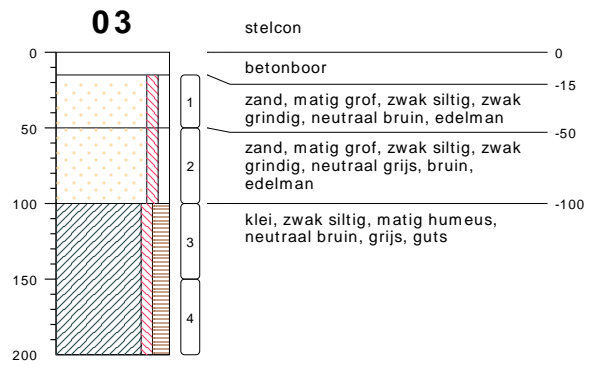 03
stelcon
0
0
betonboor
-15
1
zand, matig grof, zwak siltig, zwak
grindig, neutraal bruin, edelman
50
-50
2
zand, matig grof, zwak siltig, zwak
grindig, neutraal grijs, bruin,
edelman
100
-100
3
klei, zwak siltig, matig humeus,
neutraal bruin, grijs, guts
150
4
200